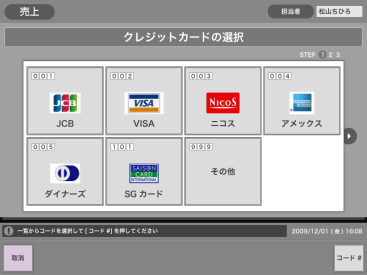 売上
担当者 松山ちひろ
クレジットカードの選択
STEP 1 2 3
001
JCB
JCB
002
VISA
VISA
003
NICOS
ニコス
004
アメックス
005
ダイナーズ
101
SAISON
CARD
INTERNATIONAL
SG カード
999
その他
一覧からコードを選択して [ コード # ] を押してください
2009/12/01 (金) 16:08
取消
コード #